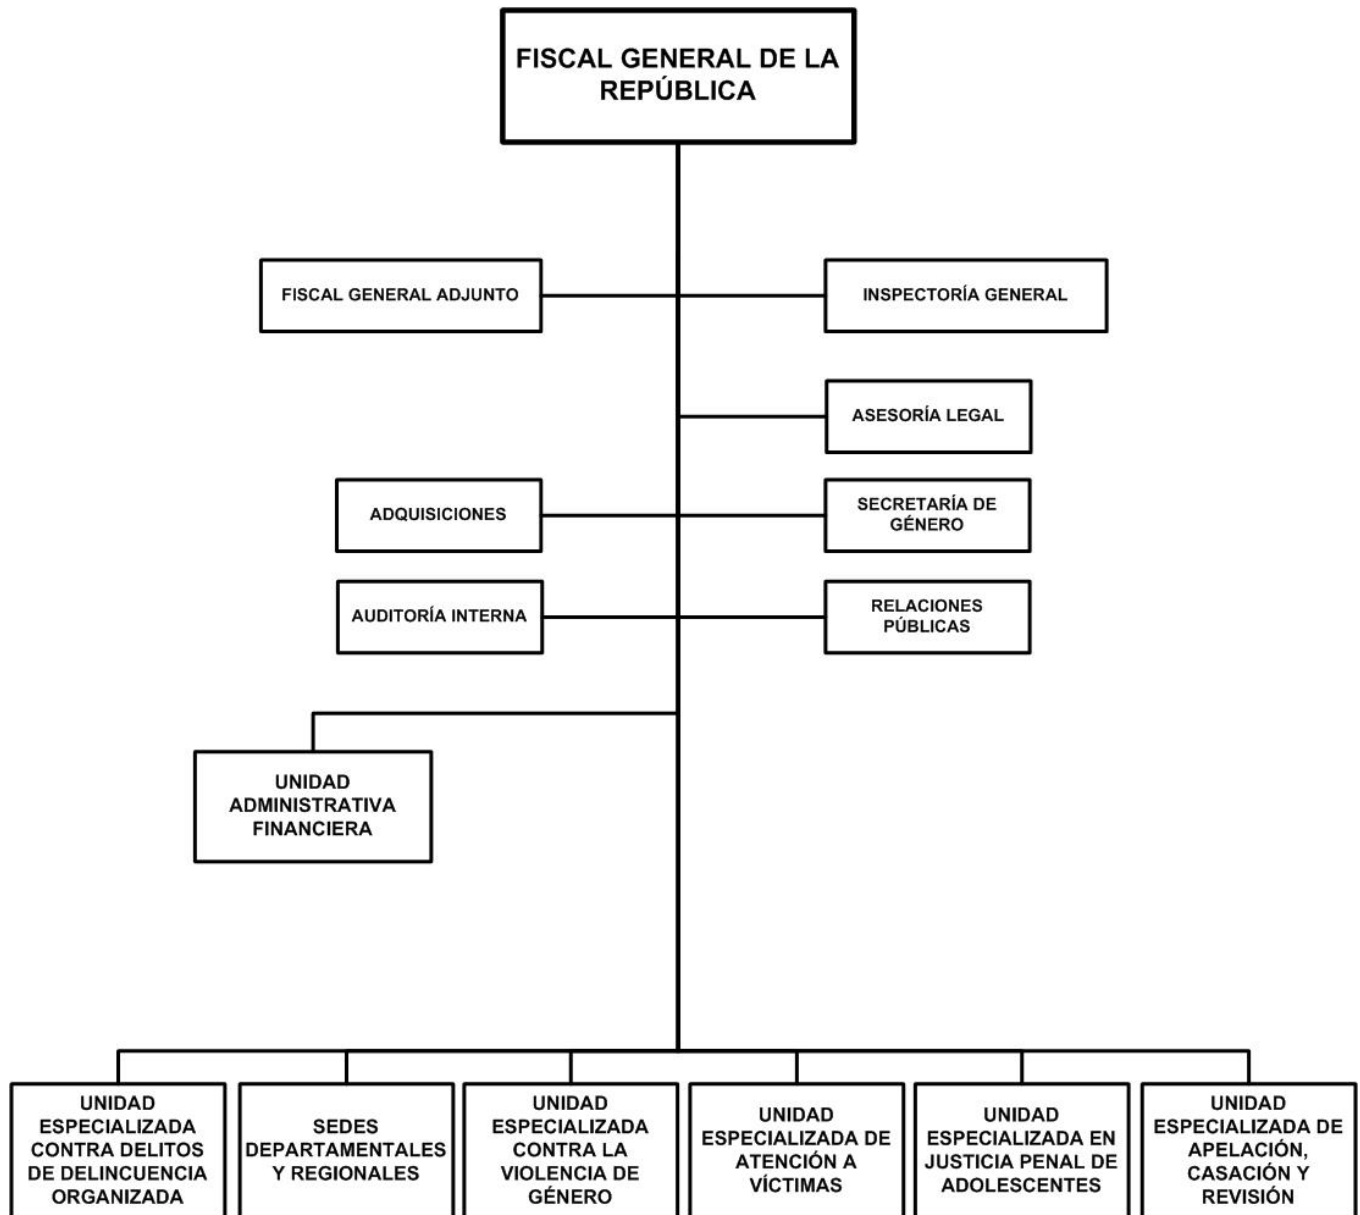 FISCAL GENERAL DE LA
REPÚBLICA
FISCAL GENERAL ADJUNTO
INSPECTORÍA GENERAL
ASESORÍA LEGAL
ADQUISICIONES
SECRETARÍA DE
GÉNERO
AUDITORÍA INTERNA
RELACIONES
PÚBLICAS
UNIDAD
ADMINISTRATIVA
FINANCIERA
UNIDAD
ESPECIALIZADA
CONTRA DELITOS
DE DELINCUENCIA
ORGANIZADA
SEDES
DEPARTAMENTALES
Y REGIONALES
UNIDAD
ESPECIALIZADA
CONTRA LA
VIOLENCIA DE
GÉNERO
UNIDAD
ESPECIALIZADA DE
ATENCIÓN A
VÍCTIMAS
UNIDAD
ESPECIALIZADA EN
JUSTICIA PENAL DE
ADOLESCENTES
UNIDAD
ESPECIALIZADA DE
APELACIÓN,
CASACIÓN Y
REVISIÓN